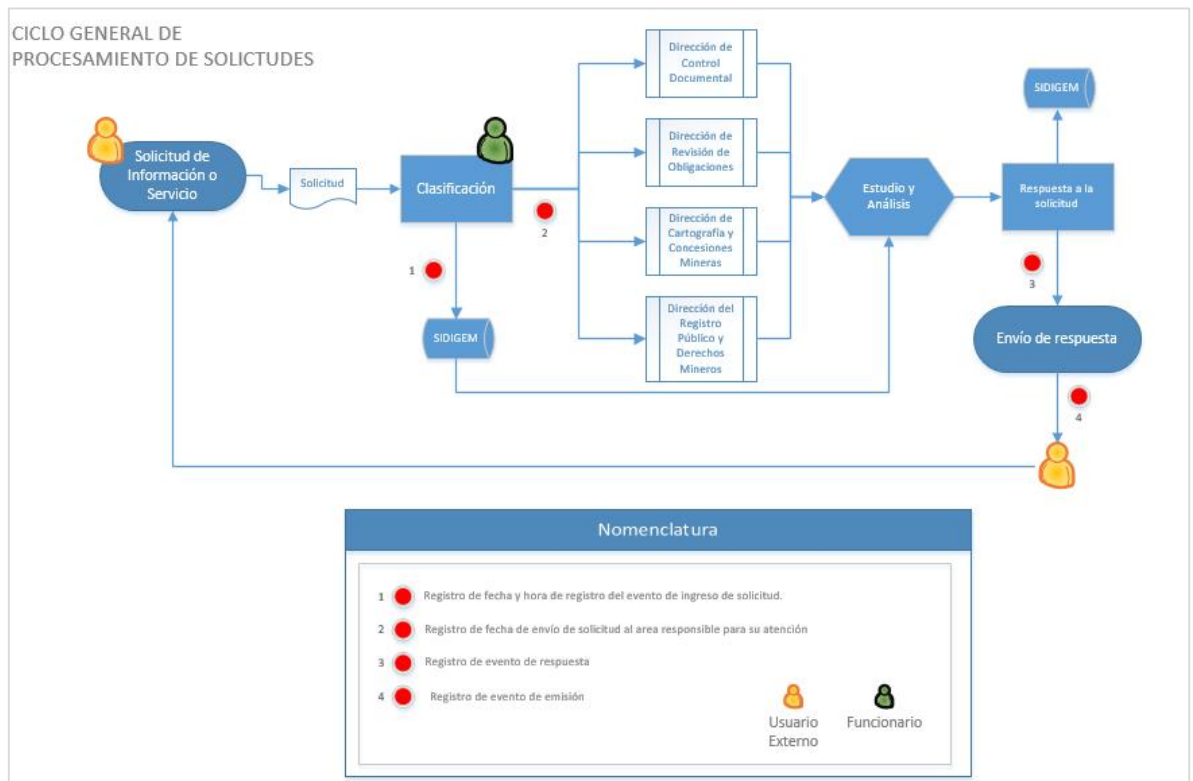 CICLO GENERAL DE
PROCESAMIENTO DE SOLICTUDES
Solicitud de
Información o
Servicio
Solicitud
Clasificación
1
2
SIDIGEM
Dirección de
Control
Documental
Dirección de
Revisión de
Obligaciones
Dirección de
Cartografía y
Concesiones
Mineras
Dirección del
Registro
Público y
Derechos
Mineros
Estudio y
Análisis
SIDIGEM
Respuesta a la
solicitud
3
Envío de respuesta
4
Nomenclatura
1 Registro de fecha y hora de registro del evento de ingreso de solicitud.
2 Registro de fecha de envío de solicitud al area responsible para su atención
3 Registro de evento de respuesta
4 Registro de evento de emisión
Usuario
Externo
Funcionario